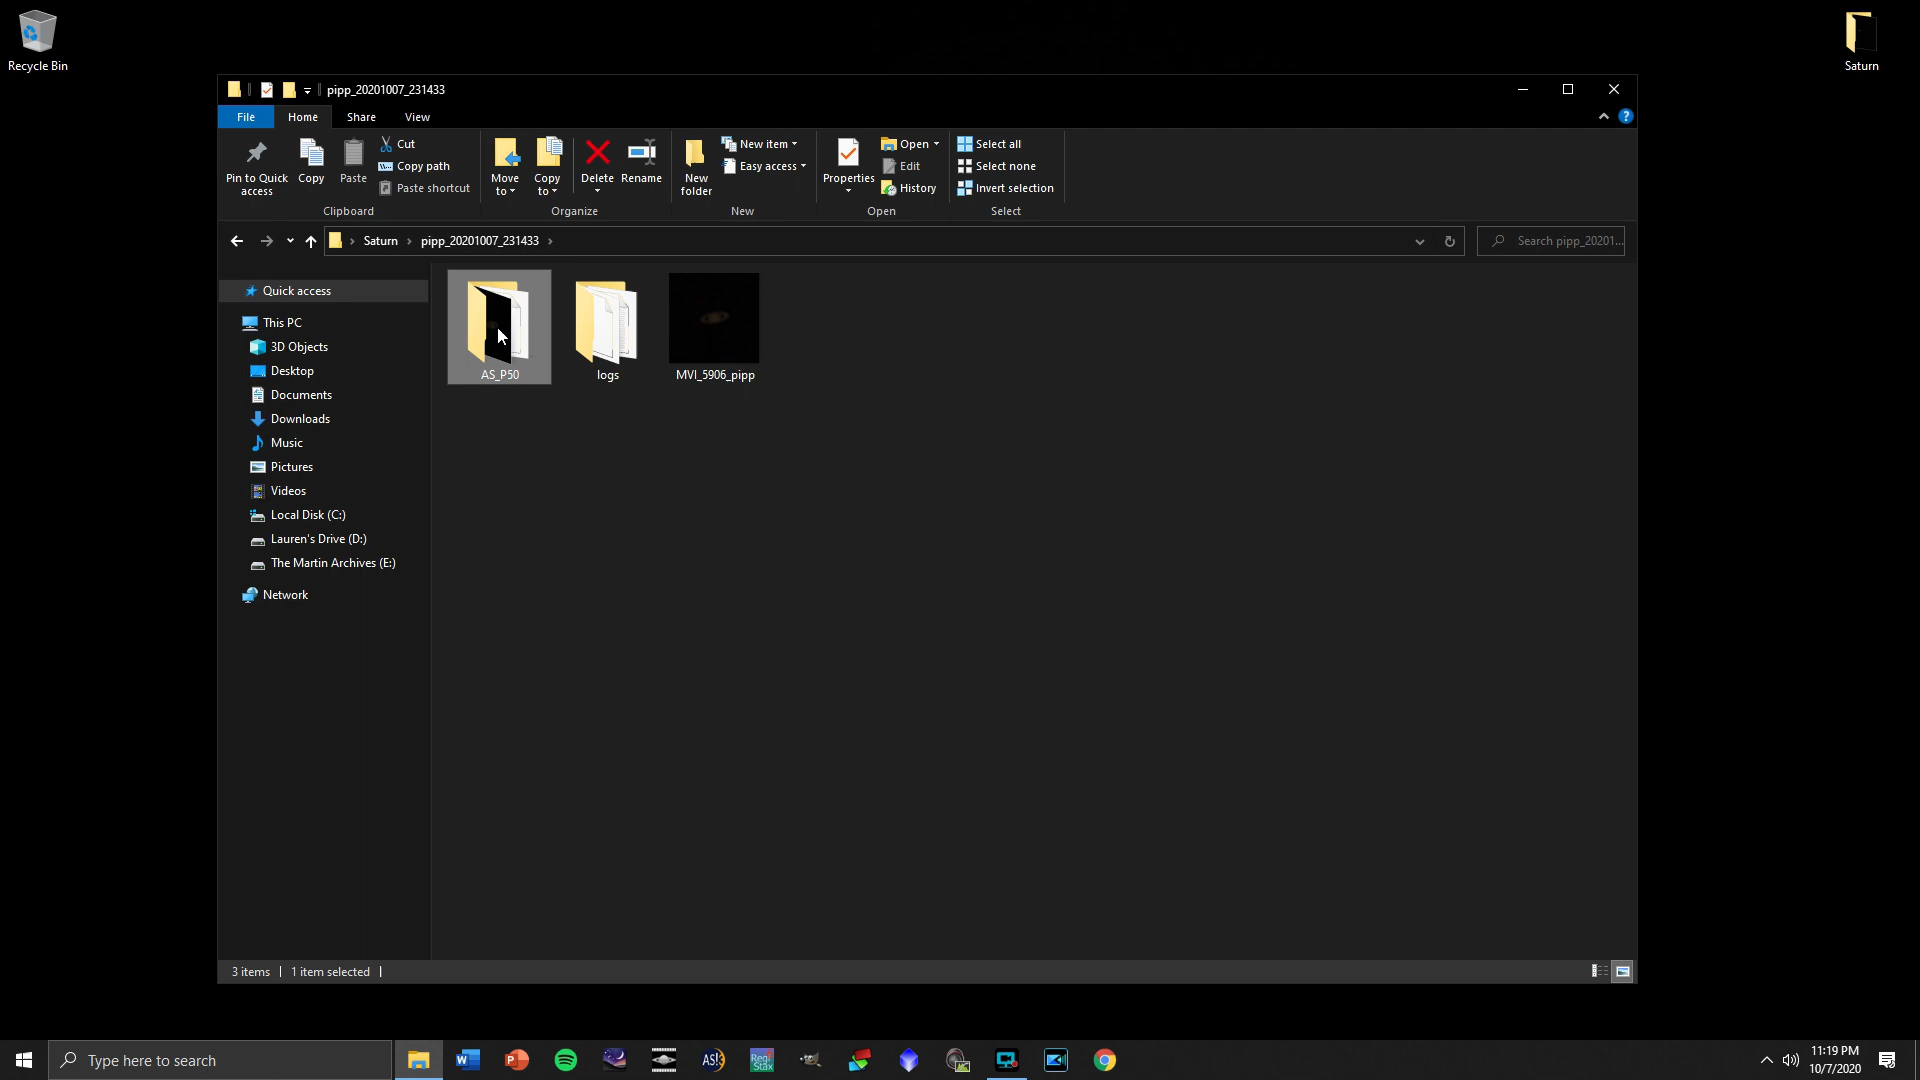 Recycle Bin
Saturn
pipp_20201007_231433
File Home Share View
Pin to Quick access
Copy
Paste
Cut
Copy path
Paste shortcut
Clipboard
Move to
Copy to
Delete
Rename
Organize
New folder
New item
Easy access
New
Properties
Open
Edit
History
Open
Select all
Select none
Invert selection
Select
Saturn > pipp_20201007_231433 >
Search pipp_20201...
Quick access
This PC
3D Objects
Desktop
Documents
Downloads
Music
Pictures
Videos
Local Disk (C:)
Lauren's Drive (D:)
The Martin Archives (E:)
Network
AS_P50
logs
MVI_5906_pipp
3 items | 1 item selected |
Type here to search
AS!3
Regi
Stax
11:19 PM
10/7/2020